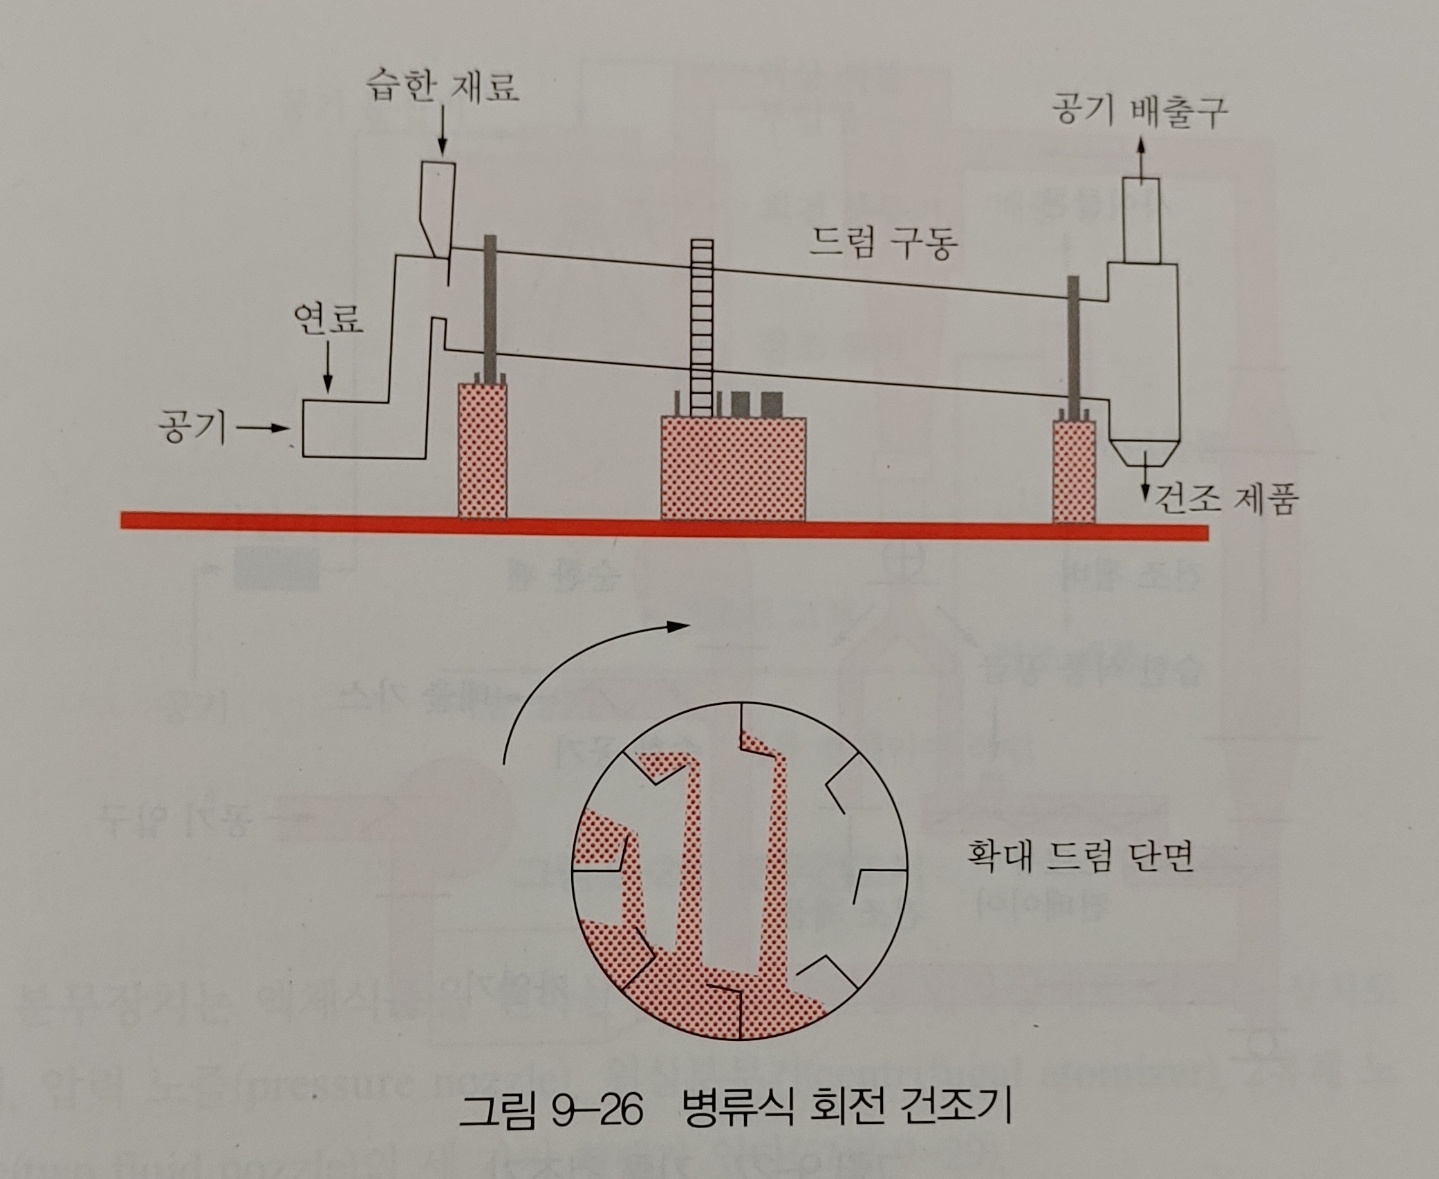 습한 재료
공기 배출구
드럼 구동
연료
공기
건조 제품
확대 드럼 단면
그림 9-26 병류식 회전 건조기